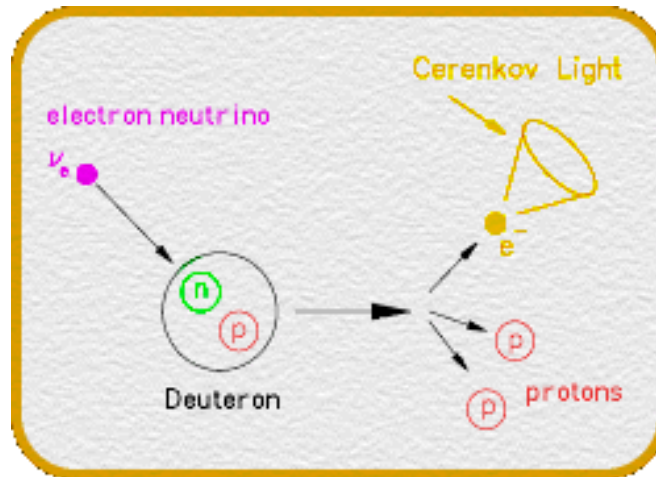 Cerenkov Light
electron neutrino
νe
n
p
e-
p
Deuteron
p
protons